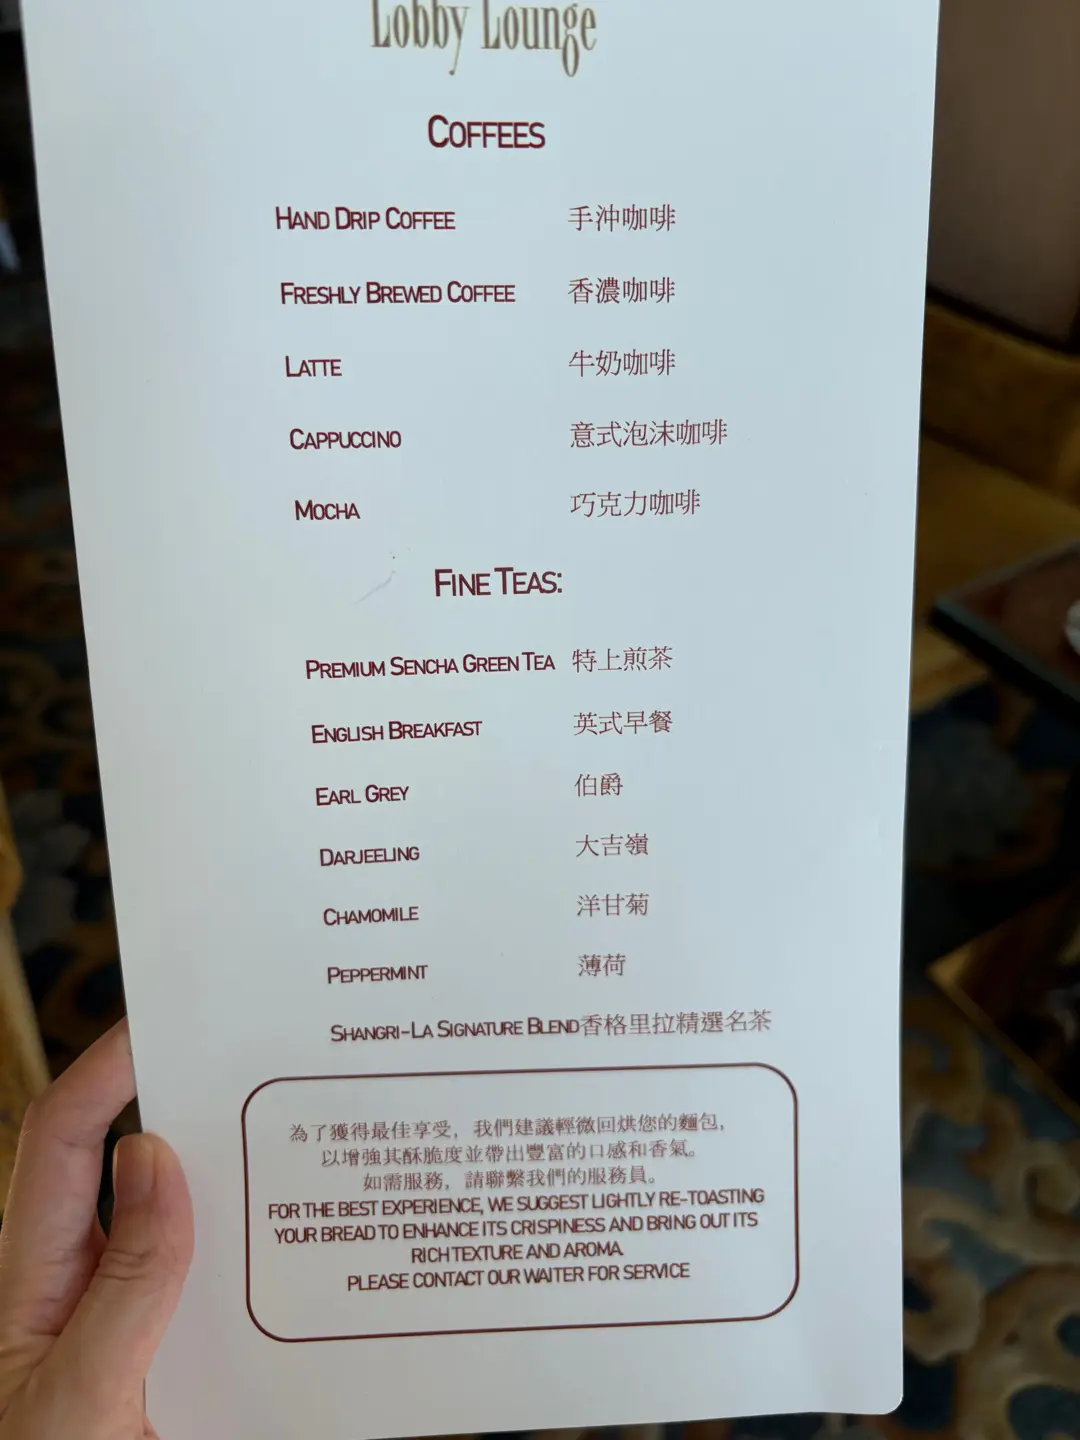 Lobby Lounge
COFFEES
HAND DRIP COFFEE 手沖咖啡
FRESHLY BREWED COFFEE 香濃咖啡
LATTE 牛奶咖啡
CAPPUCCINO 意式泡沫咖啡
MOCHA 巧克力咖啡
FINE TEAS:
PREMIUM SENCHA GREEN TEA 特上煎茶
ENGLISH BREAKFAST 英式早餐
EARL GREY 伯爵
DARJEELING 大吉嶺
CHAMOMILE 洋甘菊
PEPPERMINT 薄荷
SHANGRI-LA SIGNATURE BLEND香格里拉精選名茶
為了獲得最佳享受，我們建議輕微回烘您的麵包，
以增強其酥脆度並帶出豐富的口感和香氣。
如需服務，請聯繫我們的服務員。
FOR THE BEST EXPERIENCE, WE SUGGEST LIGHTLY RE-TOASTING
YOUR BREAD TO ENHANCE ITS CRISPINESS AND BRING OUT ITS
RICH TEXTURE AND AROMA.
PLEASE CONTACT OUR WAITER FOR SERVICE